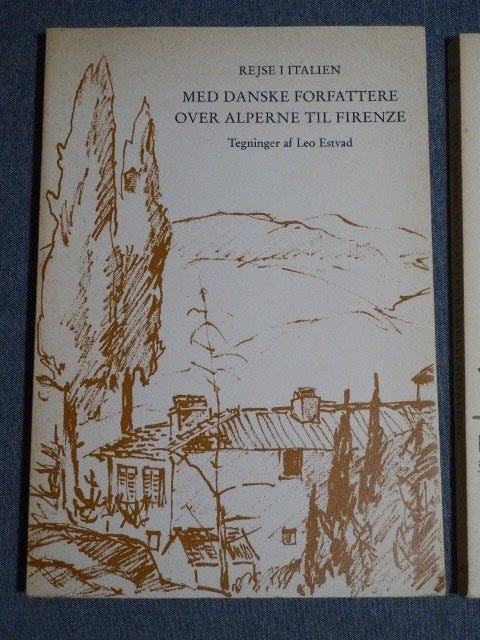 REJSE I ITALIEN
MED DANSKE FORFATTERE
OVER ALPERNE TIL FIRENZE
Tegninger af Leo Estvad